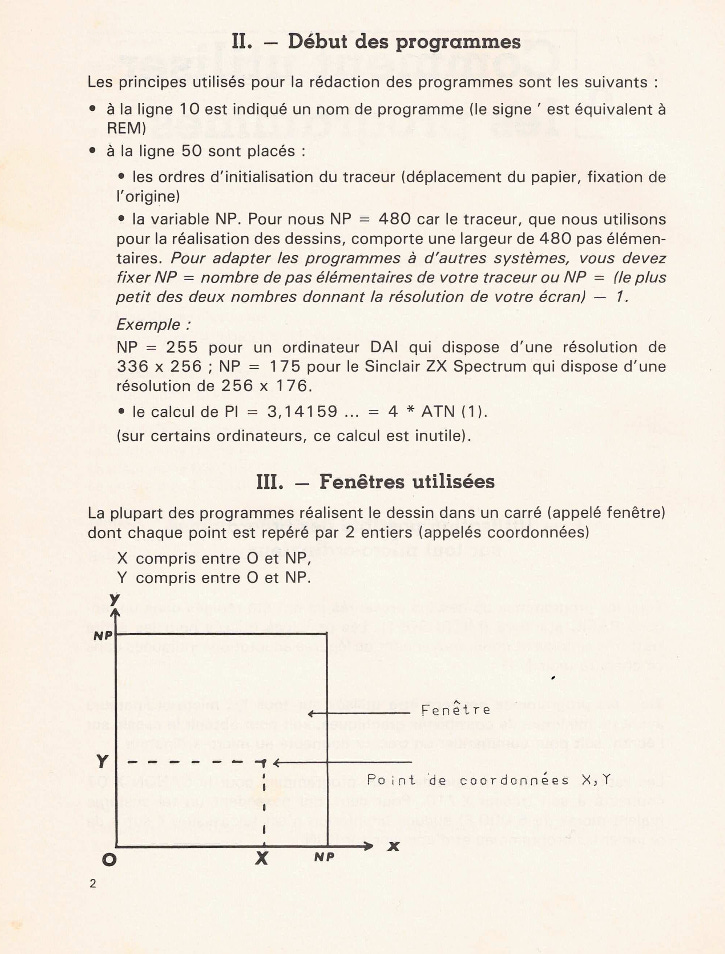 II. – Début des programmes
Les principes utilisés pour la rédaction des programmes sont les suivants :
• à la ligne 10 est indiqué un nom de programme (le signe ' est équivalent à
REM)
• à la ligne 50 sont placés :
• les ordres d'initialisation du traceur (déplacement du papier, fixation de
l'origine)
• la variable NP. Pour nous NP = 480 car le traceur, que nous utilisons
pour la réalisation des dessins, comporte une largeur de 480 pas élémen-
taires. Pour adapter les programmes à d'autres systèmes, vous devez
fixer NP = nombre de pas élémentaires de votre traceur ou NP = (le plus
petit des deux nombres donnant la résolution de votre écran) – 1.
Exemple :
NP = 255 pour un ordinateur DAI qui dispose d'une résolution de
336 x 256 ; NP = 175 pour le Sinclair ZX Spectrum qui dispose d'une
résolution de 256 x 176.
• le calcul de PI = 3,14159 ... = 4 * ATN (1).
(sur certains ordinateurs, ce calcul est inutile).
III. – Fenêtres utilisées
La plupart des programmes réalisent le dessin dans un carré (appelé fenêtre)
dont chaque point est repéré par 2 entiers (appelés coordonnées)
X compris entre O et NP,
Y compris entre O et NP.
Y
NP
Fenêtre
Y
Point de coordonnées X,Y
O X NP X
2